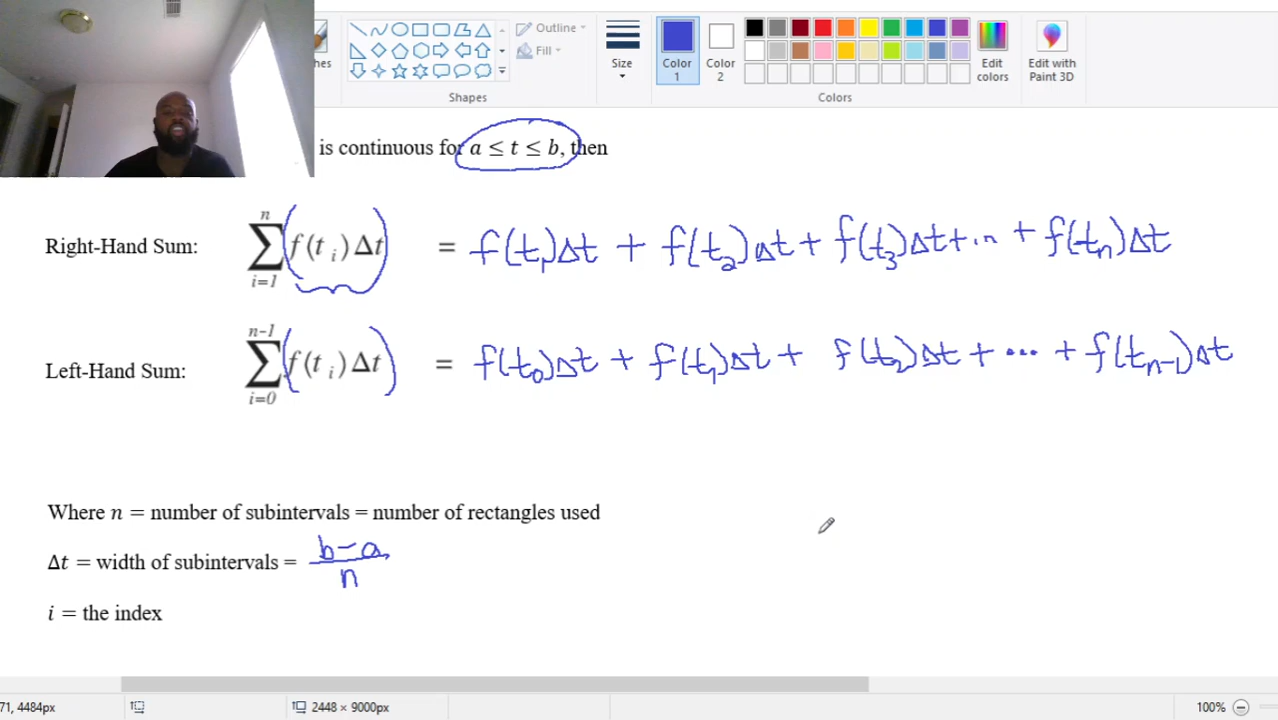 Outline
Fill
hes
Size
Color 1
Color 2
Edit colors
Edit with Paint 3D
Shapes
Colors
is continuous for a ≤ t ≤ b, then
Right-Hand Sum: ∑_{i=1}^{n} f(t_i)Δt = f(t_1)Δt + f(t_2)Δt + f(t_3)Δt + ... + f(t_n)Δt
Left-Hand Sum: ∑_{i=0}^{n-1} f(t_i)Δt = f(t_0)Δt + f(t_1)Δt + f(t_2)Δt + ... + f(t_{n-1})Δt
Where n = number of subintervals = number of rectangles used
Δt = width of subintervals = (b-a)/n
i = the index
71, 4484px
2448 × 9000px
100%